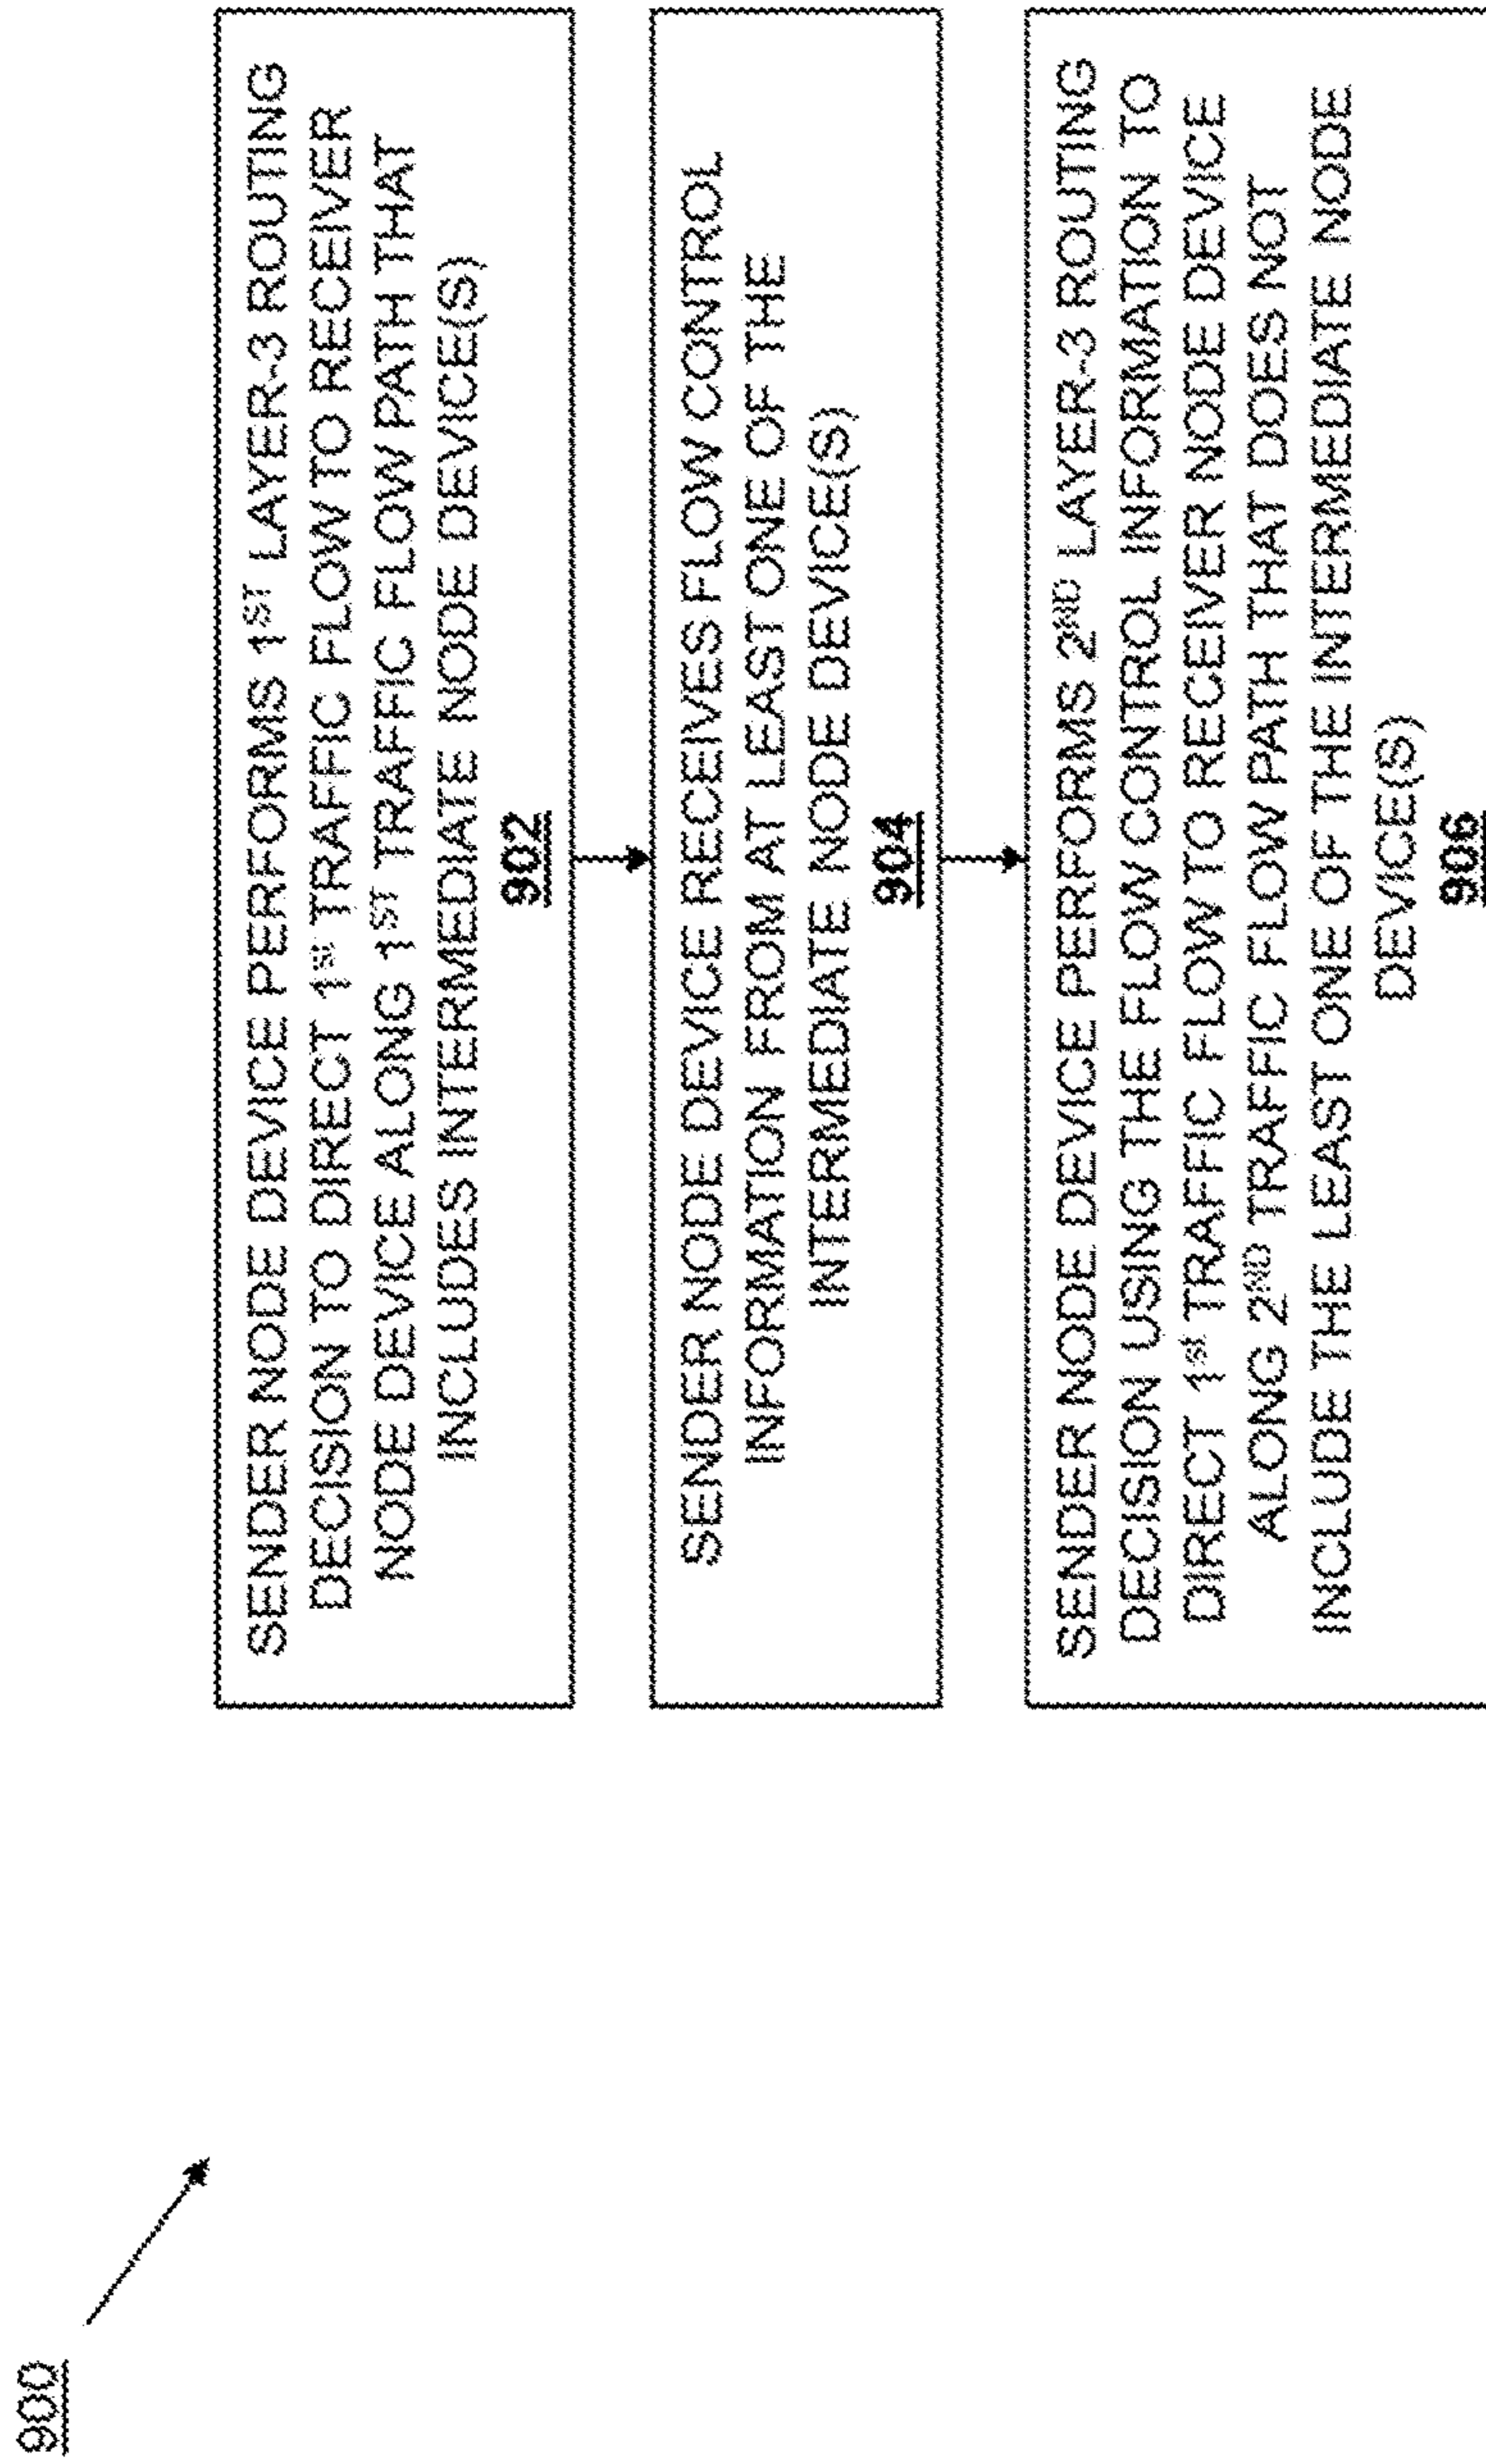 900
SENDER NODE DEVICE PERFORMS 1ST LAYER-3 ROUTING
DECISION TO DIRECT 1st TRAFFIC FLOW TO RECEIVER
NODE DEVICE ALONG 1ST TRAFFIC FLOW PATH THAT
INCLUDES INTERMEDIATE NODE DEVICE(S)
902
SENDER NODE DEVICE RECEIVES FLOW CONTROL
INFORMATION FROM AT LEAST ONE OF THE
INTERMEDIATE NODE DEVICE(S)
904
SENDER NODE DEVICE PERFORMS 2ND LAYER-3 ROUTING
DECISION USING THE FLOW CONTROL INFORMATION TO
DIRECT 1st TRAFFIC FLOW TO RECEIVER NODE DEVICE
ALONG 2ND TRAFFIC FLOW PATH THAT DOES NOT
INCLUDE THE LEAST ONE OF THE INTERMEDIATE NODE
DEVICE(S)
906